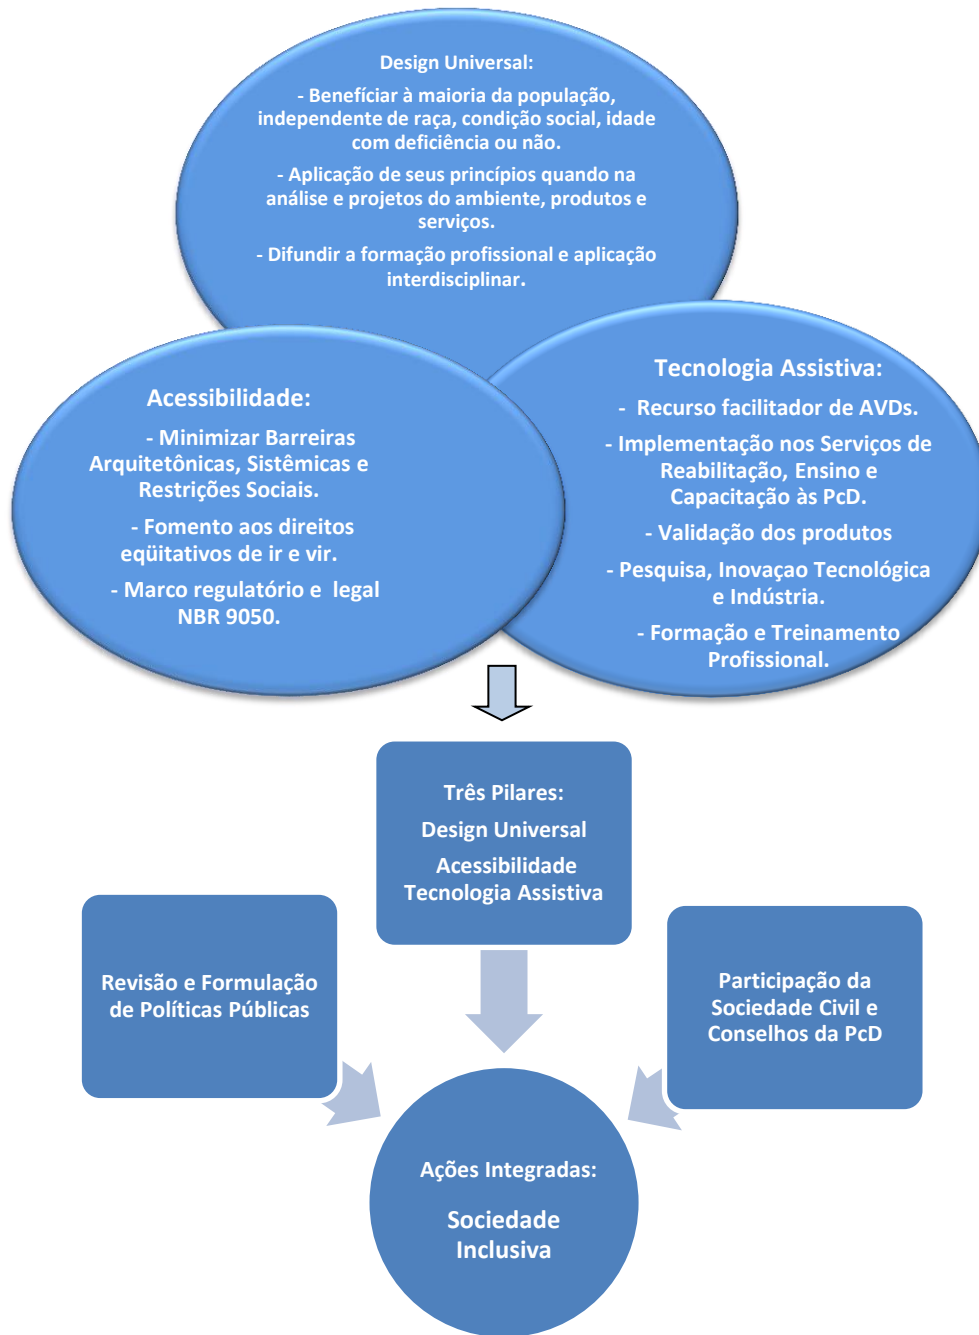 Design Universal:
- Benefíciar à maioria da população,
independente de raça, condição social, idade
com deficiência ou não.
- Aplicação de seus princípios quando na
análise e projetos do ambiente, produtos e
serviços.
- Difundir a formação profissional e aplicação
interdisciplinar.
Acessibilidade:
- Minimizar Barreiras
Arquitetônicas, Sistêmicas e
Restrições Sociais.
- Fomento aos direitos
eqüitativos de ir e vir.
- Marco regulatório e legal
NBR 9050.
Tecnologia Assistiva:
- Recurso facilitador de AVDs.
- Implementação nos Serviços de
Reabilitação, Ensino e
Capacitação às PcD.
- Validação dos produtos
- Pesquisa, Inovaçao Tecnológica
e Indústria.
- Formação e Treinamento
Profissional.
Três Pilares:
Design Universal
Acessibilidade
Tecnologia Assistiva
Revisão e Formulação
de Políticas Públicas
Participação da
Sociedade Civil e
Conselhos da PcD
Ações Integradas:
Sociedade
Inclusiva